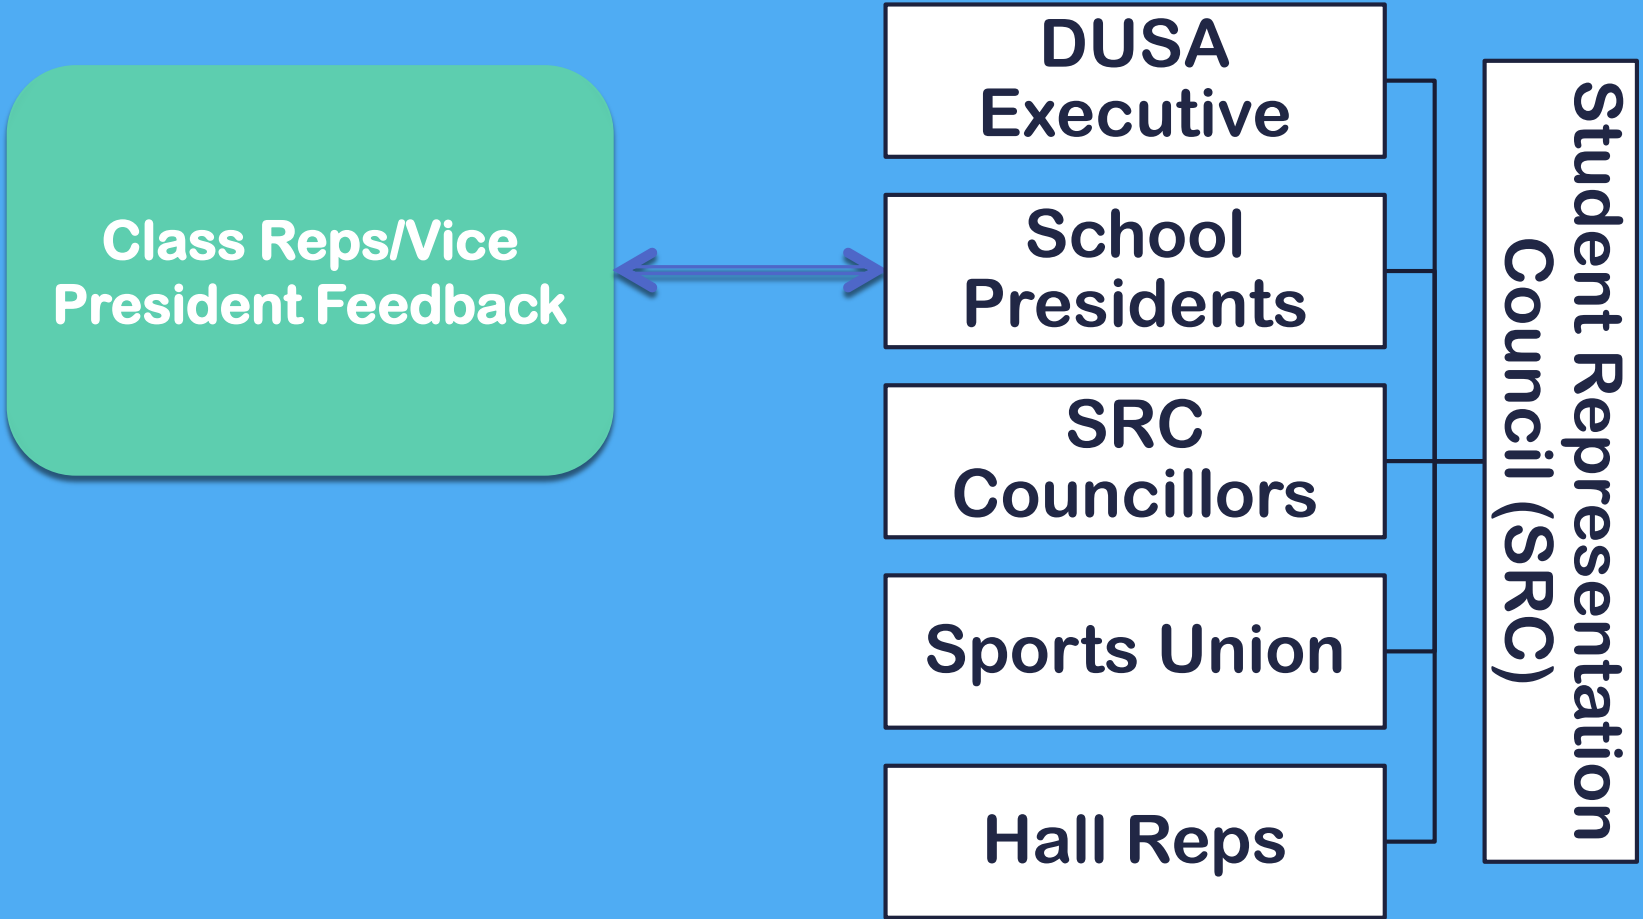 Class Reps/Vice
President Feedback
DUSA
Executive
School
Presidents
SRC
Councillors
Sports Union
Hall Reps
Student Representation
Council (SRC)